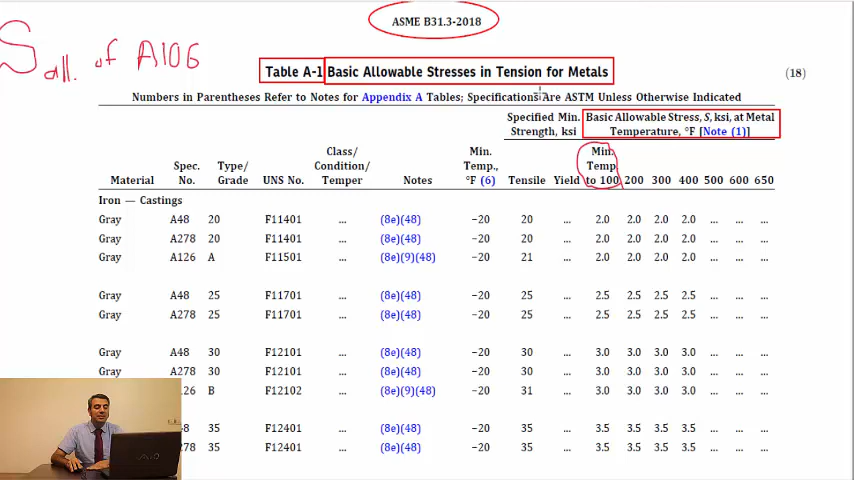 ASME B31.3-2018
S all. of A106
Table A-1 Basic Allowable Stresses in Tension for Metals (18)
Numbers in Parentheses Refer to Notes for Appendix A Tables; Specifications Are ASTM Unless Otherwise Indicated
Specified Min. Strength, ksi
Basic Allowable Stress, S, ksi, at Metal Temperature, °F [Note (1)]
Material Spec. No. Type/ Grade UNS No. Class/ Condition/ Temper Notes Min. Temp., °F (6) Tensile Yield Min. Temp. to 100 200 300 400 500 600 650
Iron — Castings
Gray A48 20 F11401 ... (8e)(48) −20 20 ... 2.0 2.0 2.0 2.0 ... ... ...
Gray A278 20 F11401 ... (8e)(48) −20 20 ... 2.0 2.0 2.0 2.0 ... ... ...
Gray A126 A F11501 ... (8e)(9)(48) −20 21 ... 2.0 2.0 2.0 2.0 ... ... ...
Gray A48 25 F11701 ... (8e)(48) −20 25 ... 2.5 2.5 2.5 2.5 ... ... ...
Gray A278 25 F11701 ... (8e)(48) −20 25 ... 2.5 2.5 2.5 2.5 ... ... ...
Gray A48 30 F12101 ... (8e)(48) −20 30 ... 3.0 3.0 3.0 3.0 ... ... ...
Gray A278 30 F12101 ... (8e)(48) −20 30 ... 3.0 3.0 3.0 3.0 ... ... ...
126 B F12102 ... (8e)(9)(48) −20 31 ... 3.0 3.0 3.0 3.0 ... ... ...
48 35 F12401 ... (8e)(48) −20 35 ... 3.5 3.5 3.5 3.5 ... ... ...
278 35 F12401 ... (8e)(48) −20 35 ... 3.5 3.5 3.5 3.5 ... ... ...